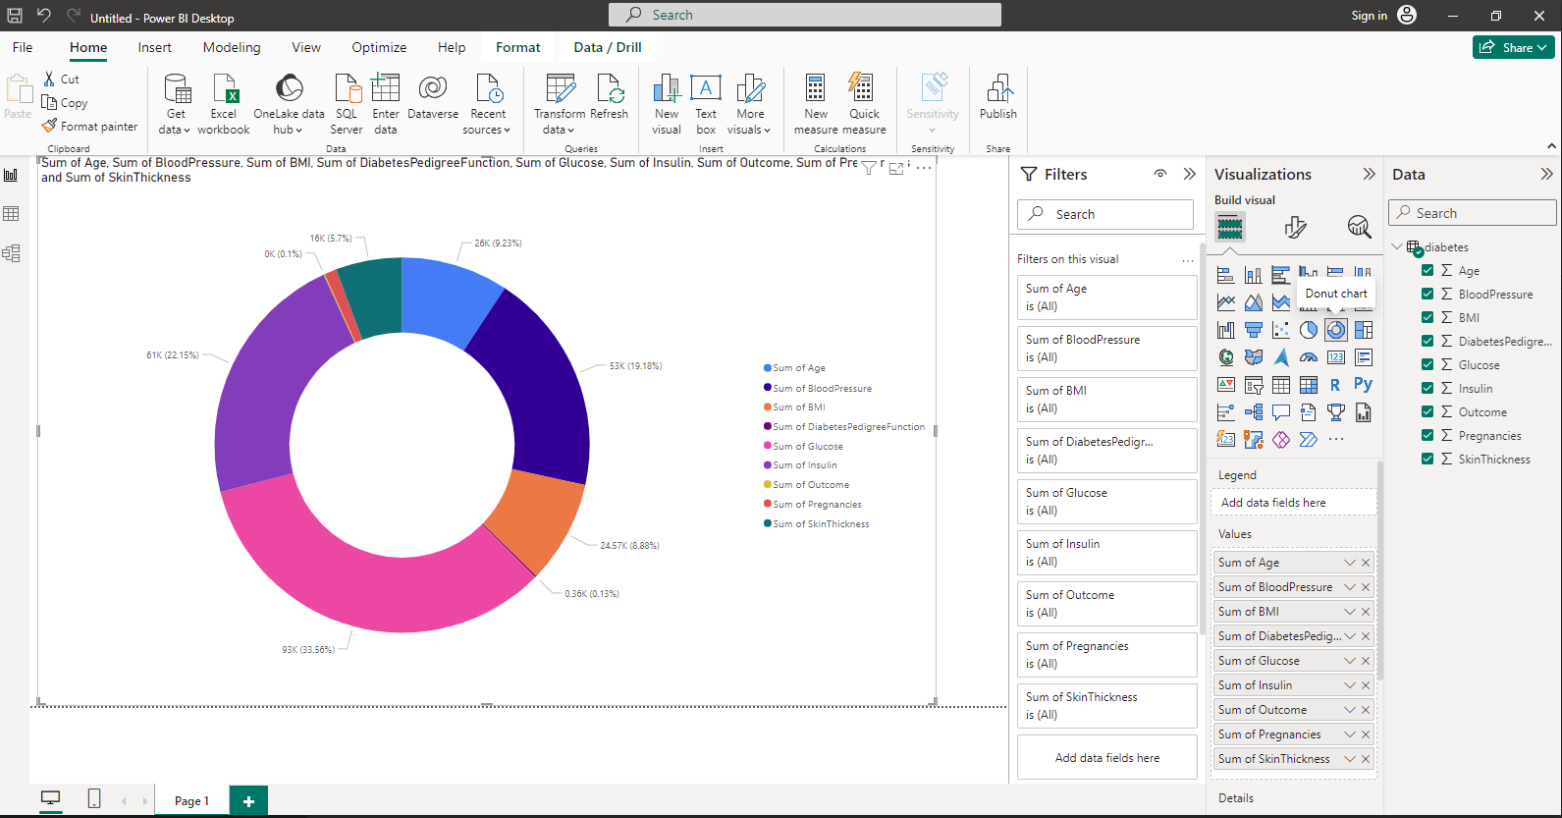 Untitled - Power BI Desktop
Search
Sign in
File
Home
Insert
Modeling
View
Optimize
Help
Format
Data / Drill
Share
Paste
Cut
Copy
Format painter
Clipboard
Get data
Excel workbook
OneLake data hub
SQL Server
Enter data
Dataverse
Recent sources
Data
Transform data
Refresh
Queries
New visual
Text box
More visuals
Insert
New measure
Quick measure
Calculations
Sensitivity
Sensitivity
Publish
Share
Sum of Age, Sum of BloodPressure, Sum of BMI, Sum of DiabetesPedigreeFunction, Sum of Glucose, Sum of Insulin, Sum of Outcome, Sum of
and Sum of SkinThickness
16K (5.7%)
0K (0.1%)
26K (9.23%)
61K (22.15%)
53K (19.18%)
24.57K (8.88%)
0.36K (0.13%)
93K (33.56%)
Sum of Age
Sum of BloodPressure
Sum of BMI
Sum of DiabetesPedigreeFunction
Sum of Glucose
Sum of Insulin
Sum of Outcome
Sum of Pregnancies
Sum of SkinThickness
Filters
Search
Filters on this visual
Sum of Age
is (All)
Sum of BloodPressure
is (All)
Sum of BMI
is (All)
Sum of DiabetesPedigr...
is (All)
Sum of Glucose
is (All)
Sum of Insulin
is (All)
Sum of Outcome
is (All)
Sum of Pregnancies
is (All)
Sum of SkinThickness
is (All)
Add data fields here
Visualizations
Build visual
Donut chart
123
R
Py
123
Legend
Add data fields here
Values
Sum of Age
Sum of BloodPressure
Sum of BMI
Sum of DiabetesPedig...
Sum of Glucose
Sum of Insulin
Sum of Outcome
Sum of Pregnancies
Sum of SkinThickness
Details
Data
Search
diabetes
Age
BloodPressure
BMI
DiabetesPedigre...
Glucose
Insulin
Outcome
Pregnancies
SkinThickness
Page 1